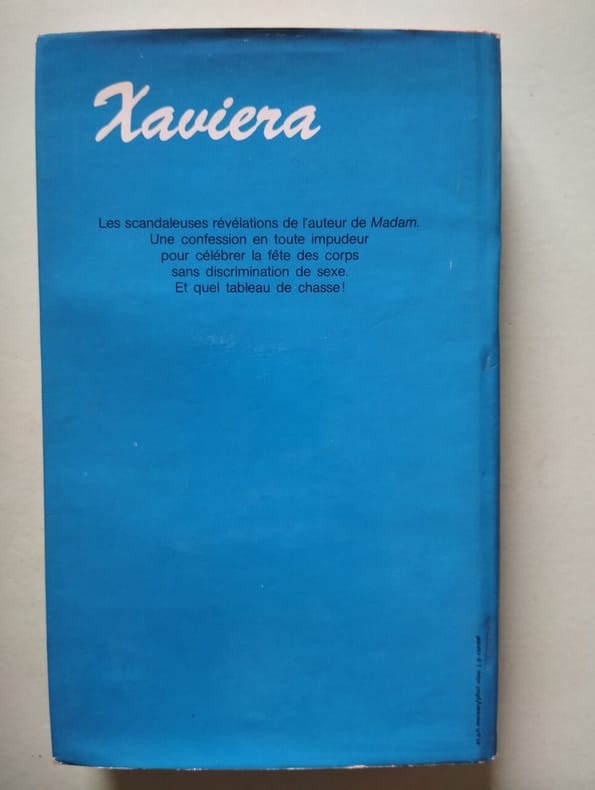 Xaviera
Les scandaleuses révélations de l'auteur de Madam.
Une confession en toute impudeur
pour célébrer la fête des corps
sans discrimination de sexe.
Et quel tableau de chasse!